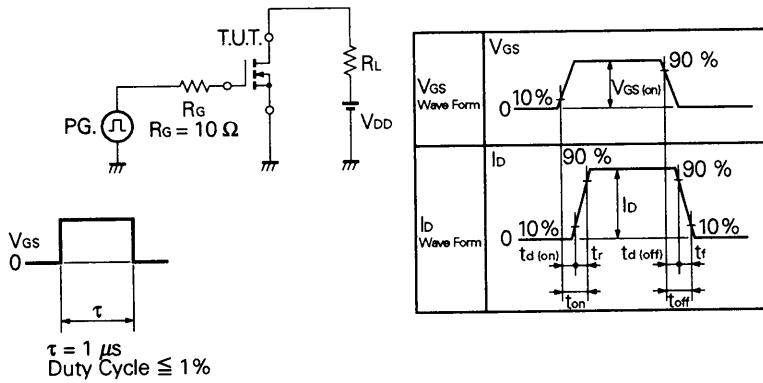 T.U.T.
RL
RG
PG.
RG = 10 Ω
VDD
VGS
0
τ
τ = 1 μs
Duty Cycle ≦ 1%
VGS
Wave Form
VGS
90 %
VGS (on)
10%
0
ID
Wave Form
ID
90 %
90 %
ID
10%
10%
0
td (on)
tr
td (off)
tf
ton
toff